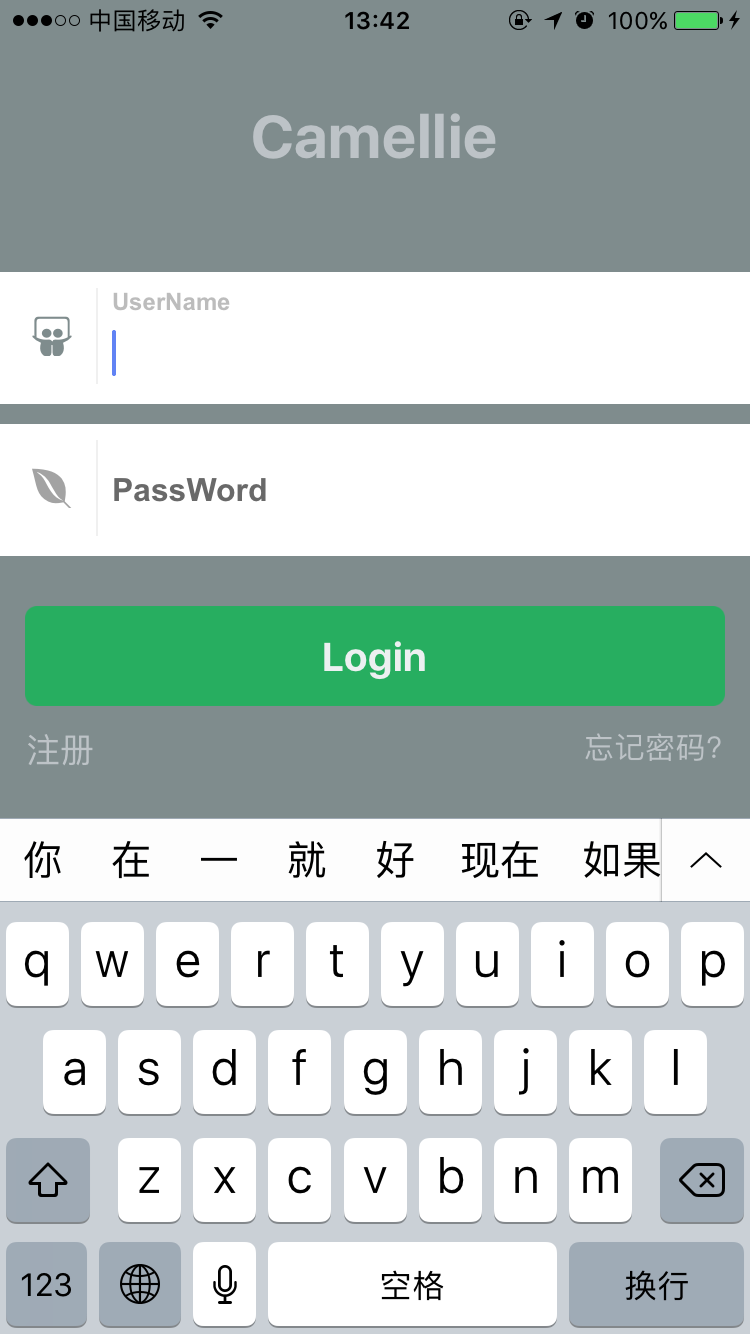 中国移动 13:42 100%
Camellie
UserName
PassWord
Login
注册 忘记密码?
你 在 一 就 好 现在 如果
q w e r t y u i o p
a s d f g h j k l
z x c v b n m
123 空格 换行